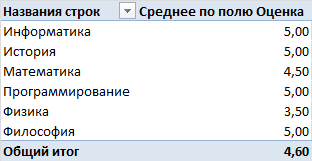 Названия строк Среднее по полю Оценка
Информатика 5,00
История 5,00
Математика 4,50
Программирование 5,00
Физика 3,50
Философия 5,00
Общий итог 4,60